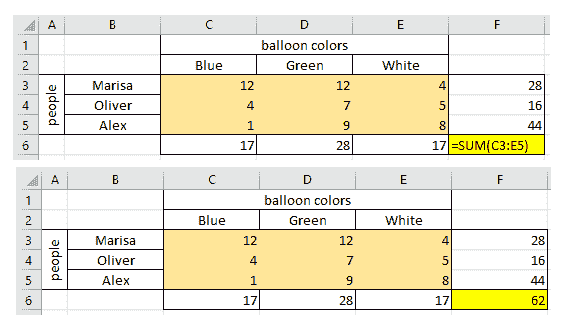 A B C D E F
1 balloon colors
2 Blue Green White
3 people Marisa 12 12 4 28
4 Oliver 4 7 5 16
5 Alex 1 9 8 44
6 17 28 17 =SUM(C3:E5)
A B C D E F
1 balloon colors
2 Blue Green White
3 people Marisa 12 12 4 28
4 Oliver 4 7 5 16
5 Alex 1 9 8 44
6 17 28 17 62